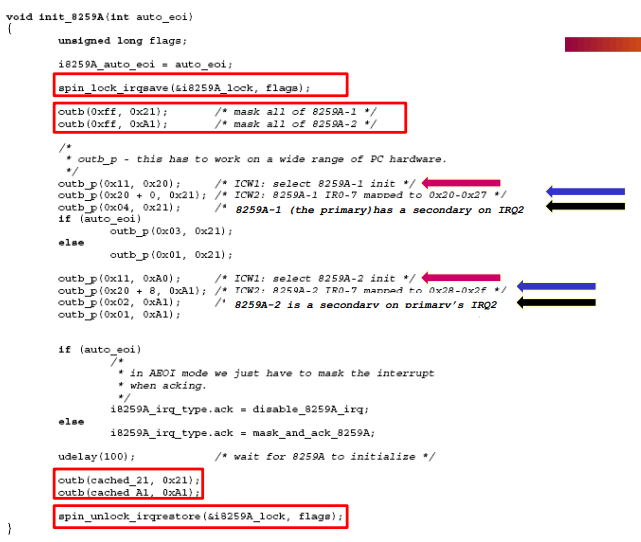 void init_8259A(int auto_eoi)
{
unsigned long flags;
i8259A_auto_eoi = auto_eoi;
spin_lock_irqsave(&i8259A_lock, flags);
outb(0xff, 0x21); /* mask all of 8259A-1 */
outb(0xff, 0xA1); /* mask all of 8259A-2 */
/*
* outb_p - this has to work on a wide range of PC hardware.
*/
outb_p(0x11, 0x20); /* ICW1: select 8259A-1 init */
outb_p(0x20 + 0, 0x21); /* ICW2: 8259A-1 IR0-7 mapped to 0x20-0x27 */
outb_p(0x04, 0x21); /* 8259A-1 (the primary)has a secondary on IRQ2
if (auto_eoi)
outb_p(0x03, 0x21);
else
outb_p(0x01, 0x21);
outb_p(0x11, 0xA0); /* ICW1: select 8259A-2 init */
outb_p(0x20 + 8, 0xA1); /* ICW2: 8259A-2 IR0-7 mapped to 0x28-0x2f */
outb_p(0x02, 0xA1); /* 8259A-2 is a secondary on primary's IRQ2
outb_p(0x01, 0xA1);
if (auto_eoi)
/*
* in AEOI mode we just have to mask the interrupt
* when acking.
*/
i8259A_irq_type.ack = disable_8259A_irq;
else
i8259A_irq_type.ack = mask_and_ack_8259A;
udelay(100); /* wait for 8259A to initialize */
outb(cached_21, 0x21);
outb(cached_A1, 0xA1);
spin_unlock_irqrestore(&i8259A_lock, flags);
}